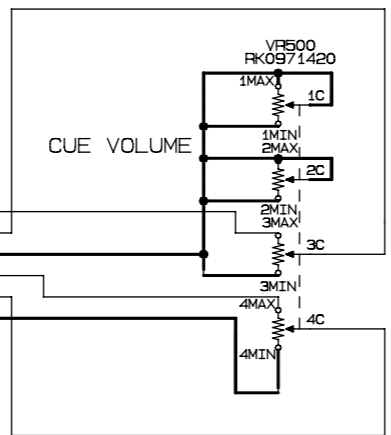 VR500
RK0971420
1MAX
1C
1MIN
2MAX
CUE VOLUME
2C
2MIN
3MAX
3C
3MIN
4MAX
4C
4MIN